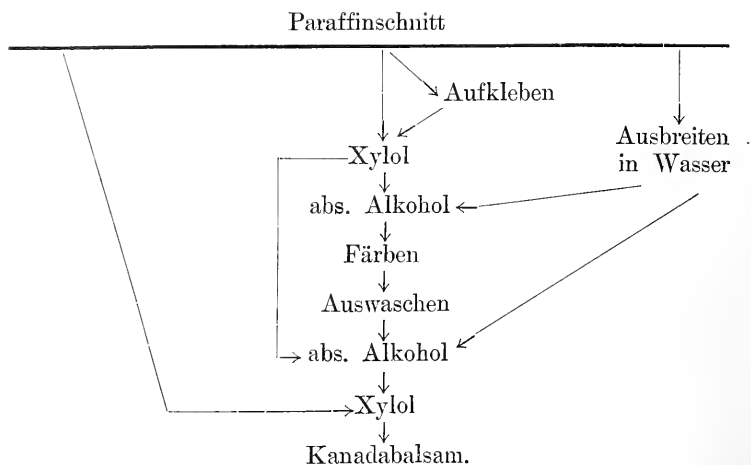 Paraffinschnitt
Aufkleben
Ausbreiten
in Wasser
Xylol
abs. Alkohol
Färben
Auswaschen
abs. Alkohol
Xylol
Kanadabalsam.